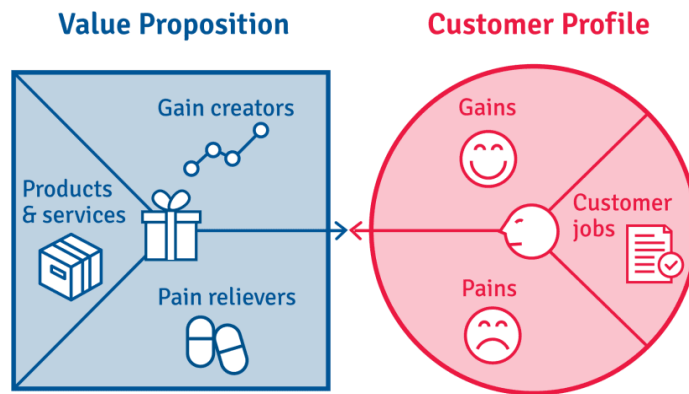 Value Proposition
Customer Profile
Gain creators
Products
& services
Pain relievers
Gains
Customer
jobs
Pains